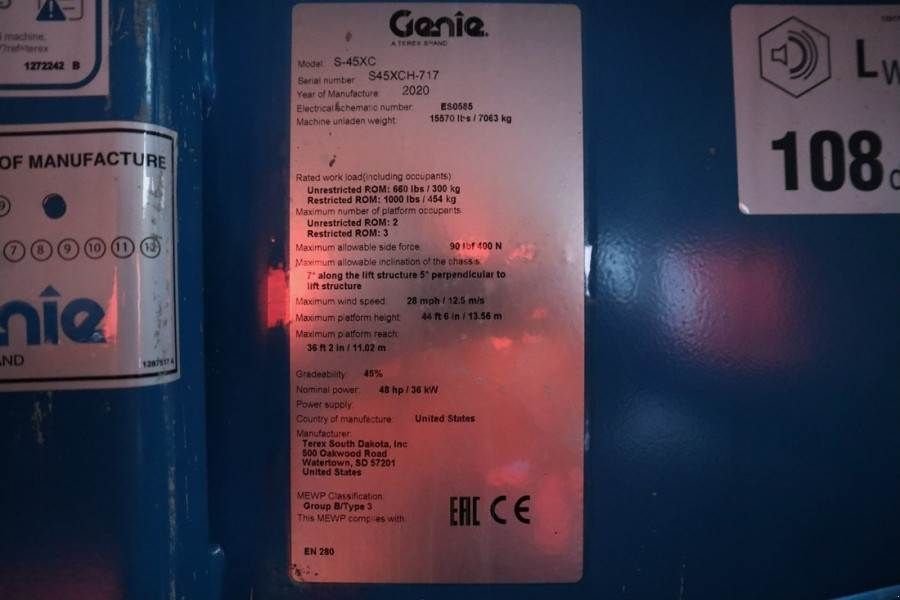 machine.
?ref=terex
1272242 B
OF MANUFACTURE
7 8 9 10 11 12
nie
AND
1287517 A
Genie
A TEREX BRAND
Model: S-45XC
Serial number: S45XCH-717
Year of Manufacture: 2020
Electrical schematic number: ES0585
Machine unladen weight: 15570 lbs / 7063 kg
Rated work load(including occupants):
Unrestricted ROM: 660 lbs / 300 kg
Restricted ROM: 1000 lbs / 454 kg
Maximum number of platform occupants:
Unrestricted ROM: 2
Restricted ROM: 3
Maximum allowable side force: 90 lbf 400 N
Maximum allowable inclination of the chassis:
7° along the lift structure 5° perpendicular to
lift structure
Maximum wind speed: 28 mph / 12.5 m/s
Maximum platform height: 44 ft 6 in / 13.56 m
Maximum platform reach:
36 ft 2 in / 11.02 m
Gradeability: 45%
Nominal power: 48 hp / 36 kW
Power supply:
Country of manufacture: United States
Manufacturer:
Terex South Dakota, Inc
500 Oakwood Road
Watertown, SD 57201
United States
MEWP Classification:
Group B/Type 3
This MEWP complies with:
EAC CE
EN 280
LW
108